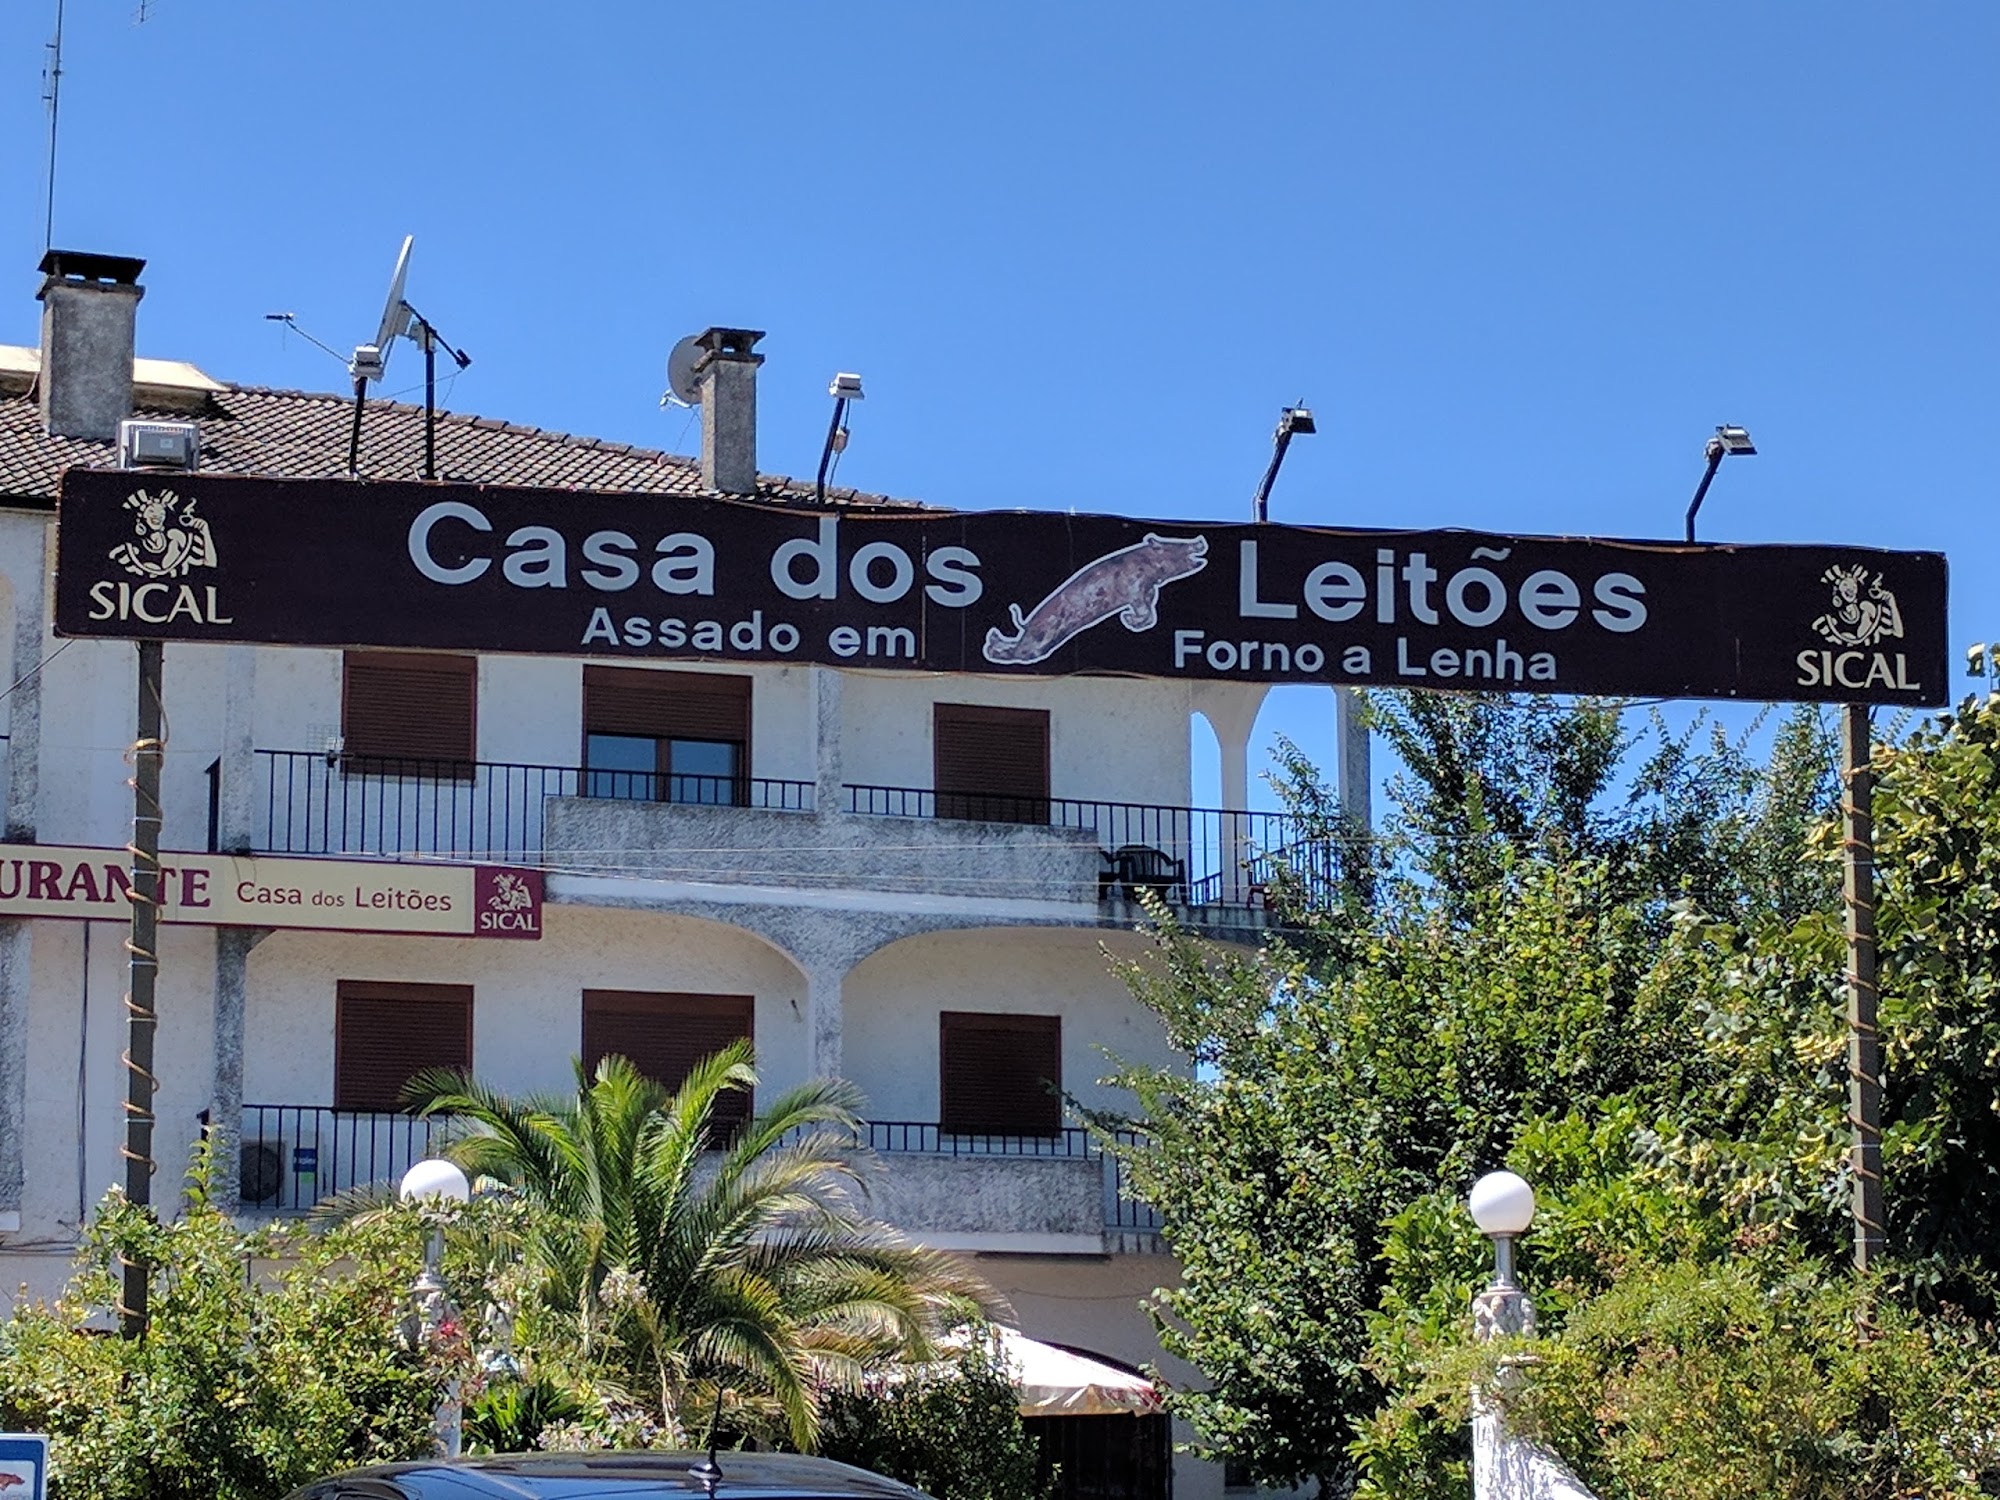 SICAL
Casa dos Leitões
Assado em Forno a Lenha
SICAL
URANTE Casa dos Leitões
SICAL